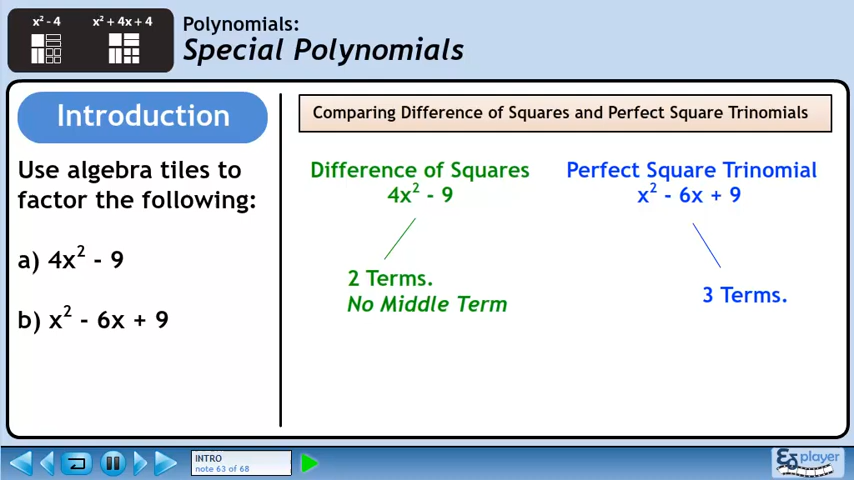 x² - 4
x² + 4x + 4
Polynomials:
Special Polynomials
Introduction
Use algebra tiles to
factor the following:
a) 4x² - 9
b) x² - 6x + 9
Comparing Difference of Squares and Perfect Square Trinomials
Difference of Squares
4x² - 9
2 Terms.
No Middle Term
Perfect Square Trinomial
x² - 6x + 9
3 Terms.
INTRO
note 63 of 68
player